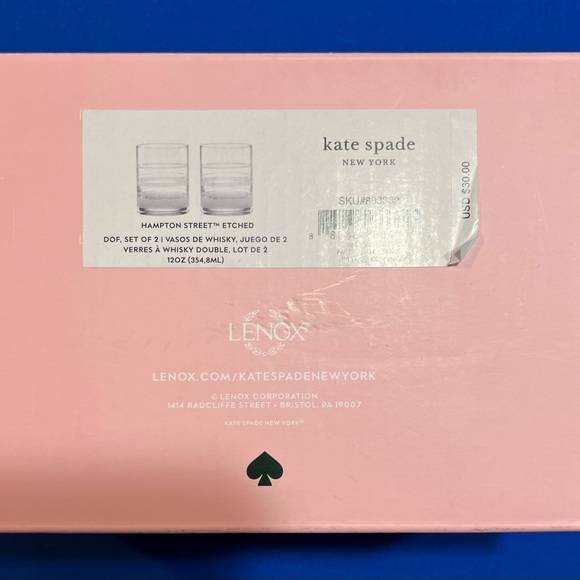 HAMPTON STREET™ ETCHED
DOF, SET OF 2 | VASOS DE WHISKY, JUEGO DE 2
VERRES À WHISKY DOUBLE, LOT DE 2
12OZ (354,8ML)
kate spade
NEW YORK
USD $30.00
LENOX®
LENOX.COM/KATESPADENEWYORK
© LENOX CORPORATION
1414 RADCLIFFE STREET • BRISTOL, PA 19007
KATE SPADE NEW YORK®